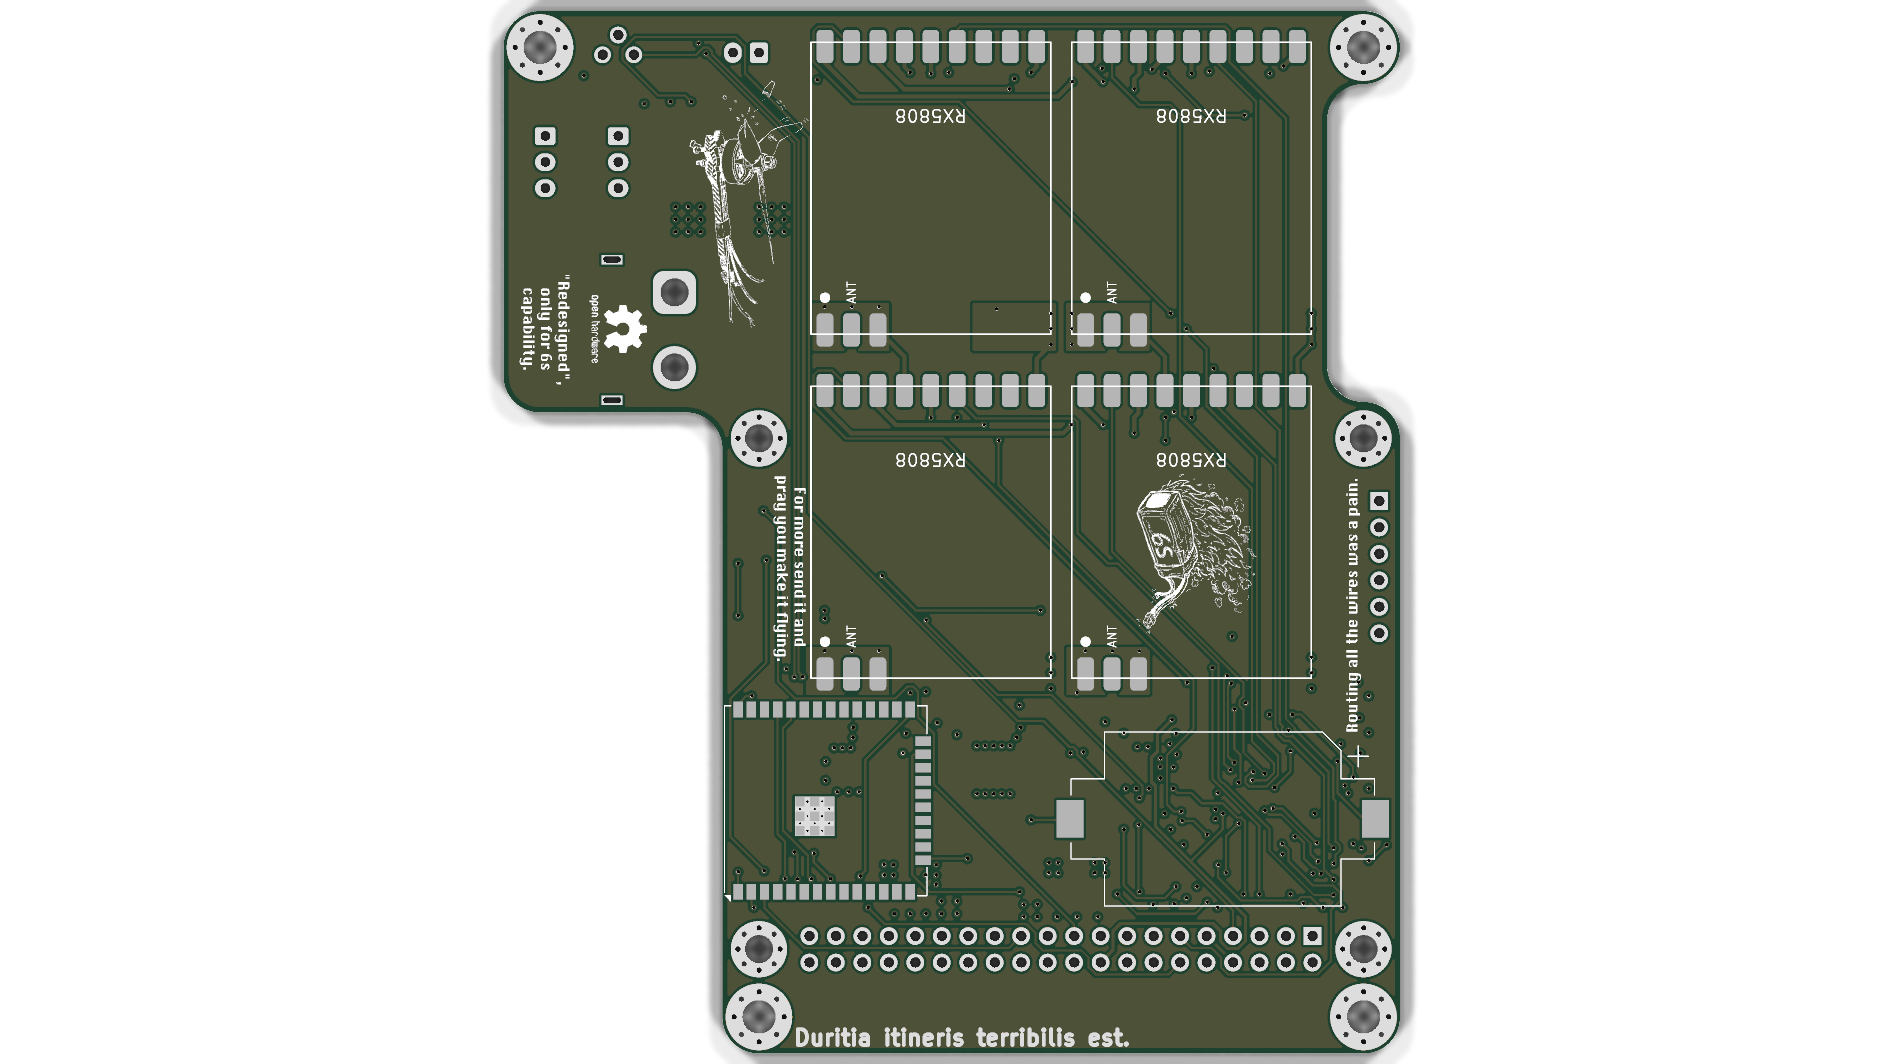 RX5808
RX5808
ANT
ANT
"Redesigned",
only for 6s
capability.
open hardware
RX5808
RX5808
6S
For more send it and
pray you make it flying.
Routing all the wires was a pain.
ANT
ANT
+
Duritia itineris terribilis est.